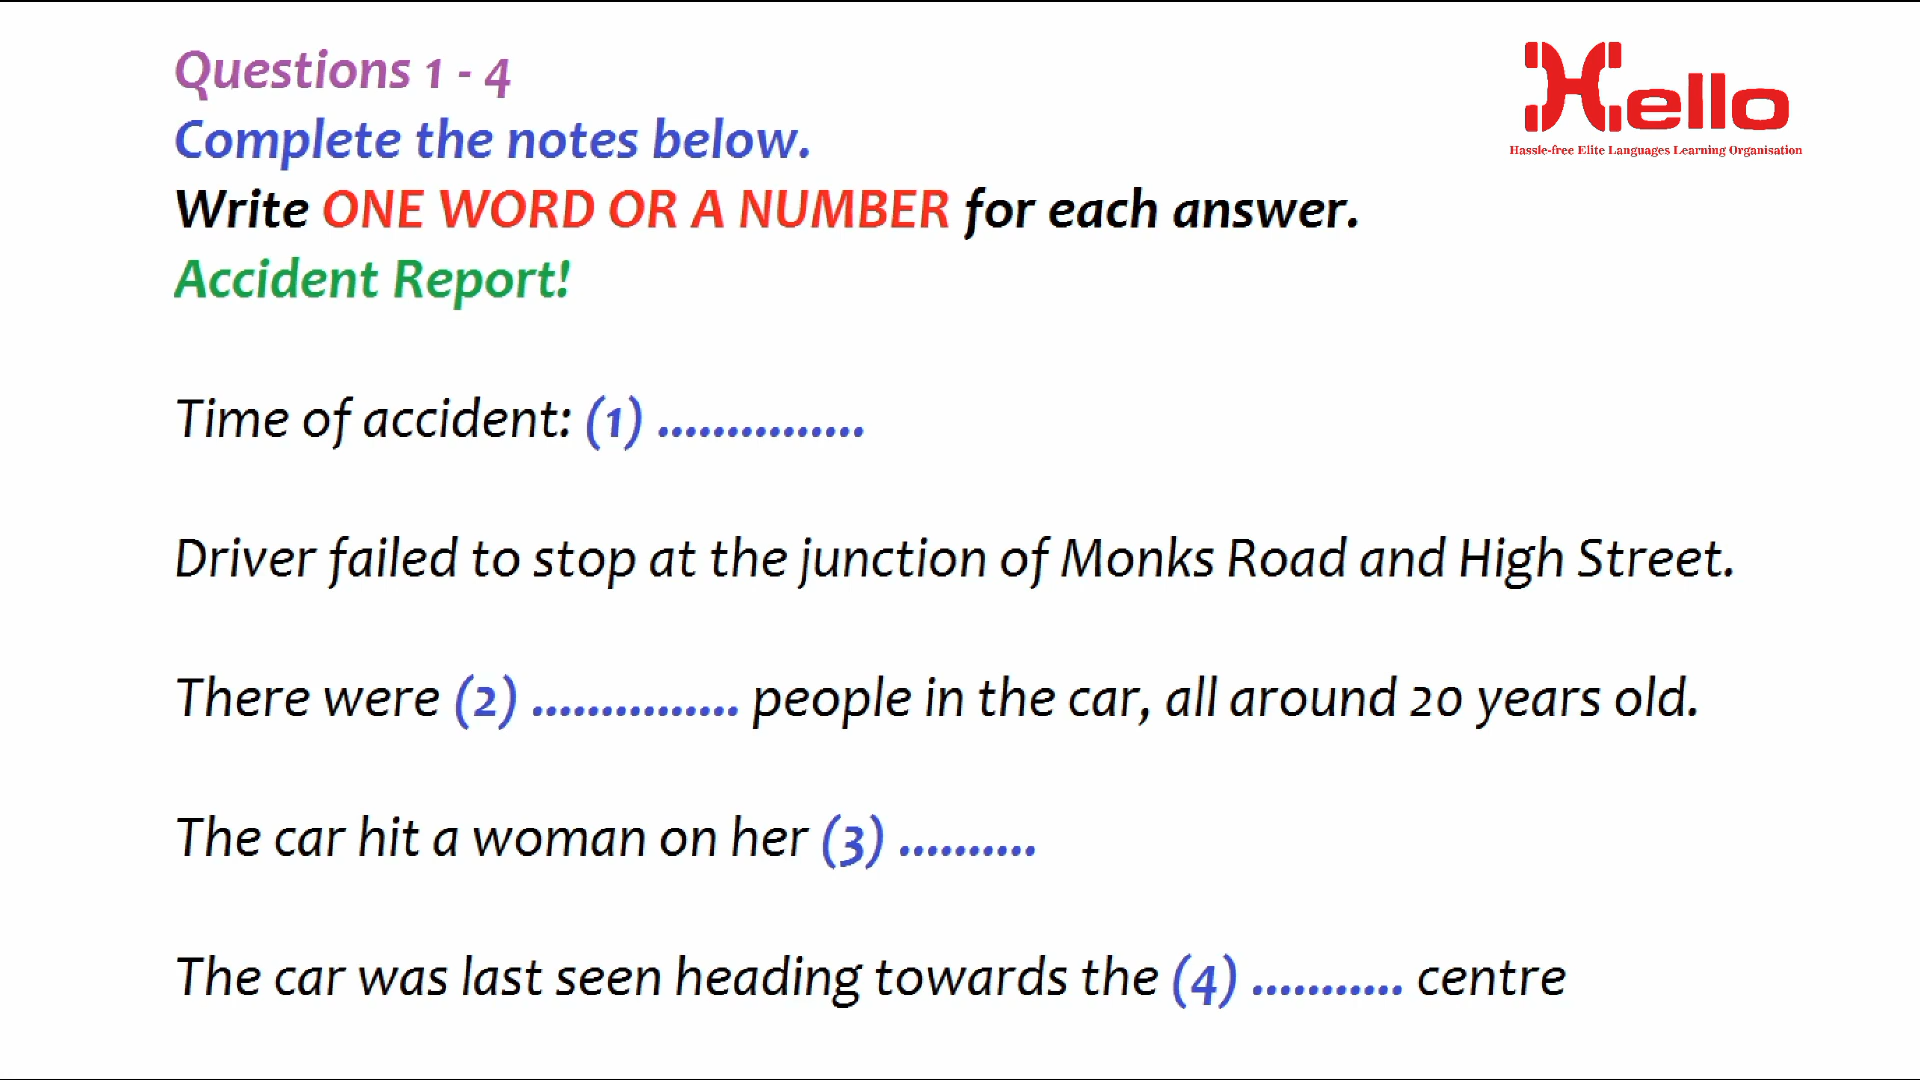 Questions 1 - 4
Hello
Hassle-free Elite Languages Learning Organisation
Complete the notes below.
Write ONE WORD OR A NUMBER for each answer.
Accident Report!
Time of accident: (1) ...............
Driver failed to stop at the junction of Monks Road and High Street.
There were (2) ............... people in the car, all around 20 years old.
The car hit a woman on her (3) ..........
The car was last seen heading towards the (4) ........... centre